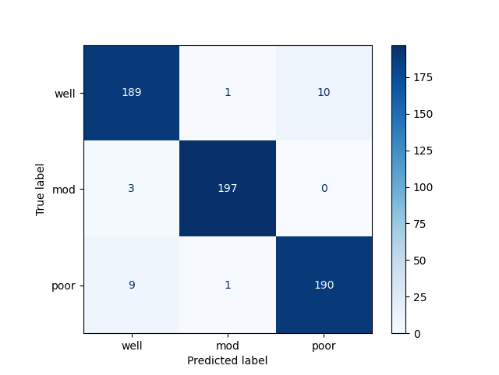 well 189 1 10
mod 3 197 0
poor 9 1 190
well mod poor
Predicted label
True label
175
150
125
100
75
50
25
0